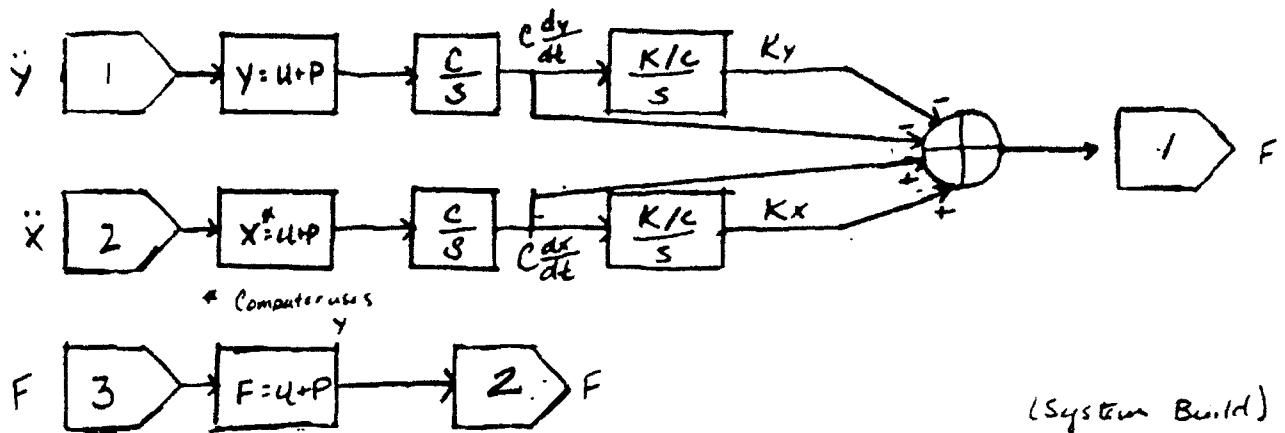 Ÿ 1 Y=U+P C/S C dy/dt K/C/S Ky
- - + +
1 F
Ẍ 2 X*=U+P C/S C dx/dt K/C/S Kx
* Computer uses Y
F 3 F=U+P 2 F
(System Build)